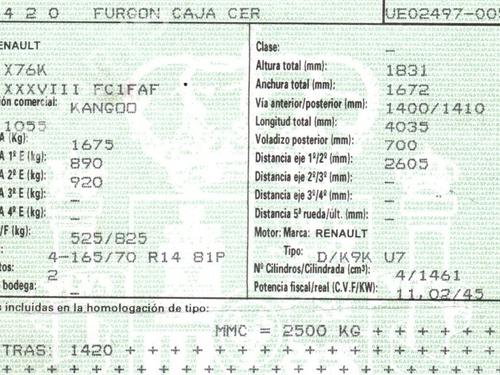 4 2 0 FURGON CAJA CER UE02497-00
RENAULT
X76K
XXXVIII FC1FAF
ión comercial: KANGOO
1055
A (Kg): 1675
A 1º E (kg): 890
A 2º E (kg): 920
A 3º E (kg): –
A 4º E (kg): –
/F (kg): 525/825
: 4-165/70 R14 81P
tos: 2
bodega: –
Clase: –
Altura total (mm): 1831
Anchura total (mm): 1672
Vía anterior/posterior (mm): 1400/1410
Longitud total (mm): 4035
Voladizo posterior (mm): 700
Distancia eje 1º/2º (mm): 2605
Distancia eje 2º/3º (mm): –
Distancia eje 3º/4º (mm): –
Distancia 5ª rueda/últ. (mm): –
Motor: Marca: RENAULT
Tipo: D/K9K U7
Nº Cilindros/Cilindrada (cm³): 4/1461
Potencia fiscal/real (C.V.F/KW): 11,02/45
s incluidas en la homologación de tipo:
MMC = 2500 KG + + + + + +
TRAS: 1420 + + + + + + + + + + + + + + +
+ + + + + + + + + + + + + + + + + + + +